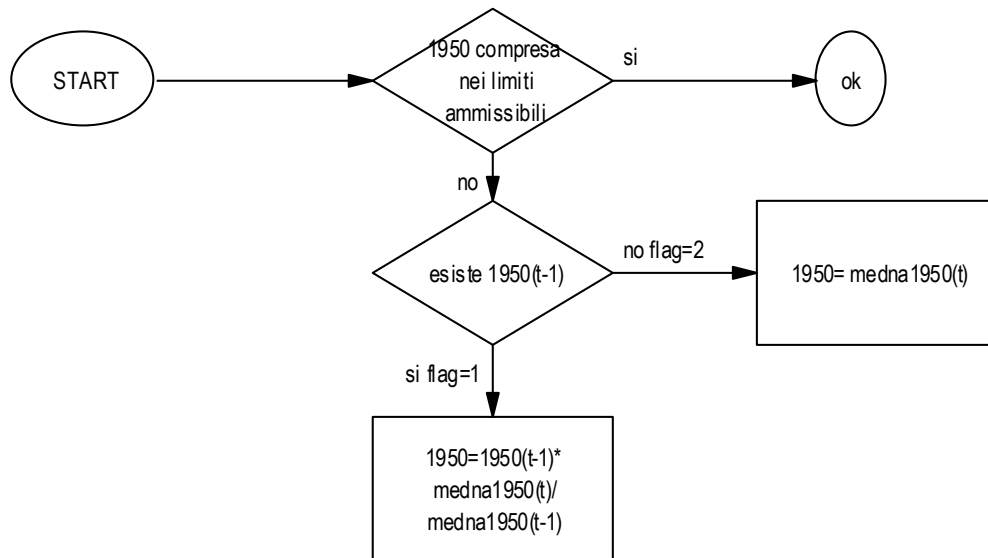 START
1950 compresa
nei limiti
ammissibili
si
ok
no
esiste 1950(t-1)
no flag=2
1950= medna1950(t)
si flag=1
1950=1950(t-1)*
medna1950(t)/
medna1950(t-1)